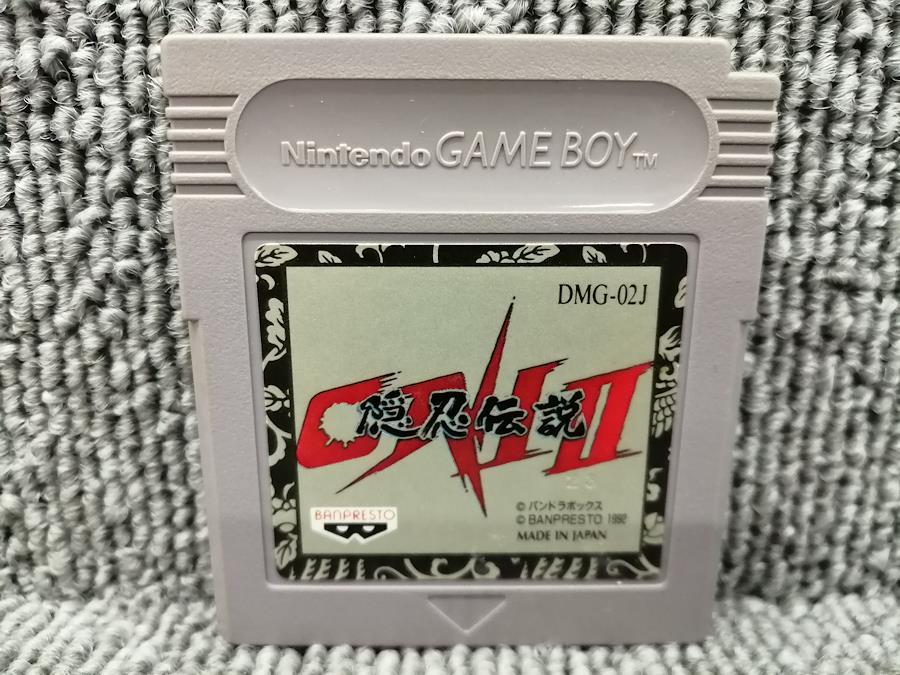 Nintendo GAME BOY™
DMG-02J
ONI II
隠忍伝説
BANPRESTO
© パンドラボックス
© BANPRESTO 1992
MADE IN JAPAN